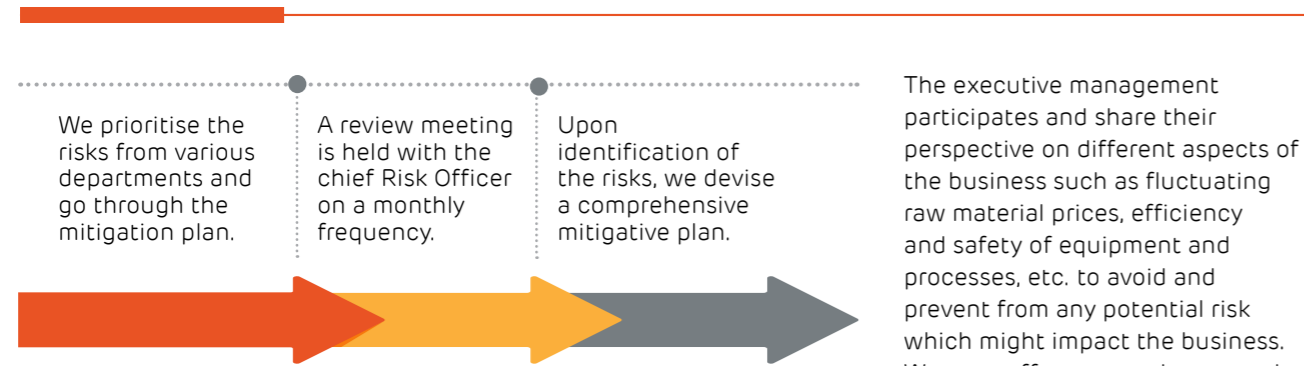 We prioritise the
risks from various
departments and
go through the
mitigation plan.
A review meeting
is held with the
chief Risk Officer
on a monthly
frequency.
Upon
identification of
the risks, we devise
a comprehensive
mitigative plan.
The executive management
participates and share their
perspective on different aspects of
the business such as fluctuating
raw material prices, efficiency
and safety of equipment and
processes, etc. to avoid and
prevent from any potential risk
which might impact the business.